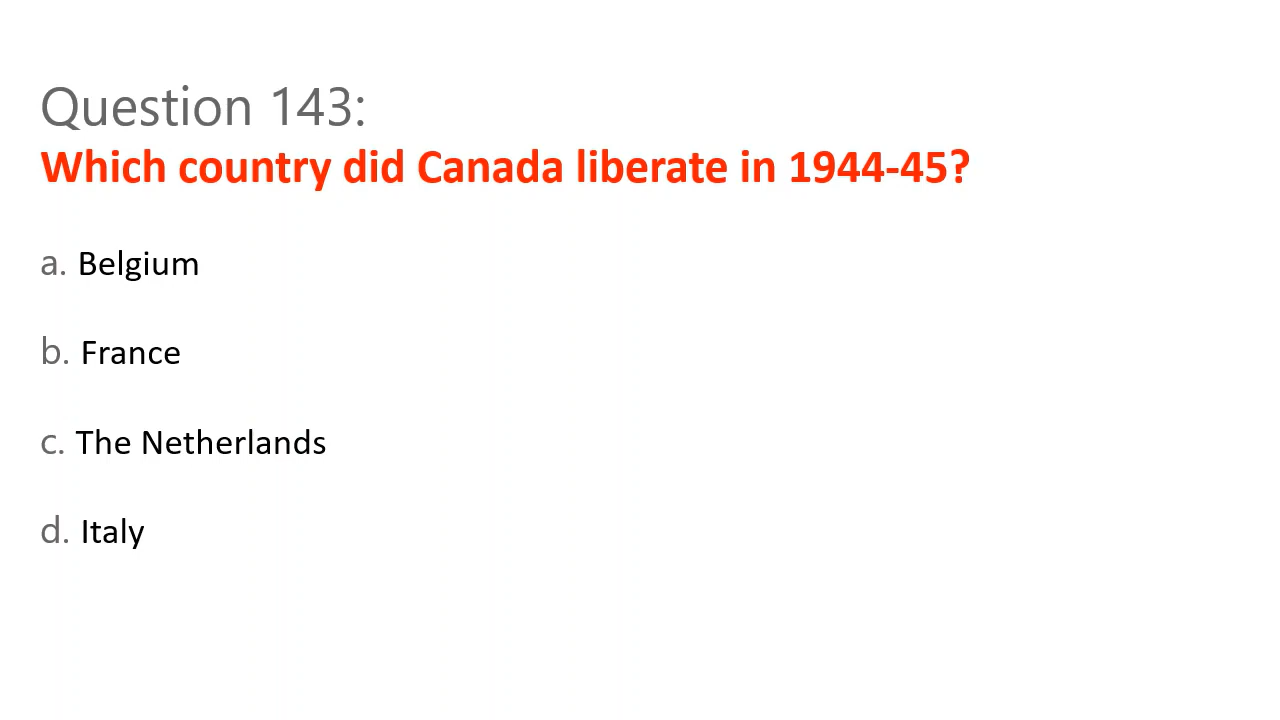 Question 143:
Which country did Canada liberate in 1944-45?
a. Belgium
b. France
c. The Netherlands
d. Italy